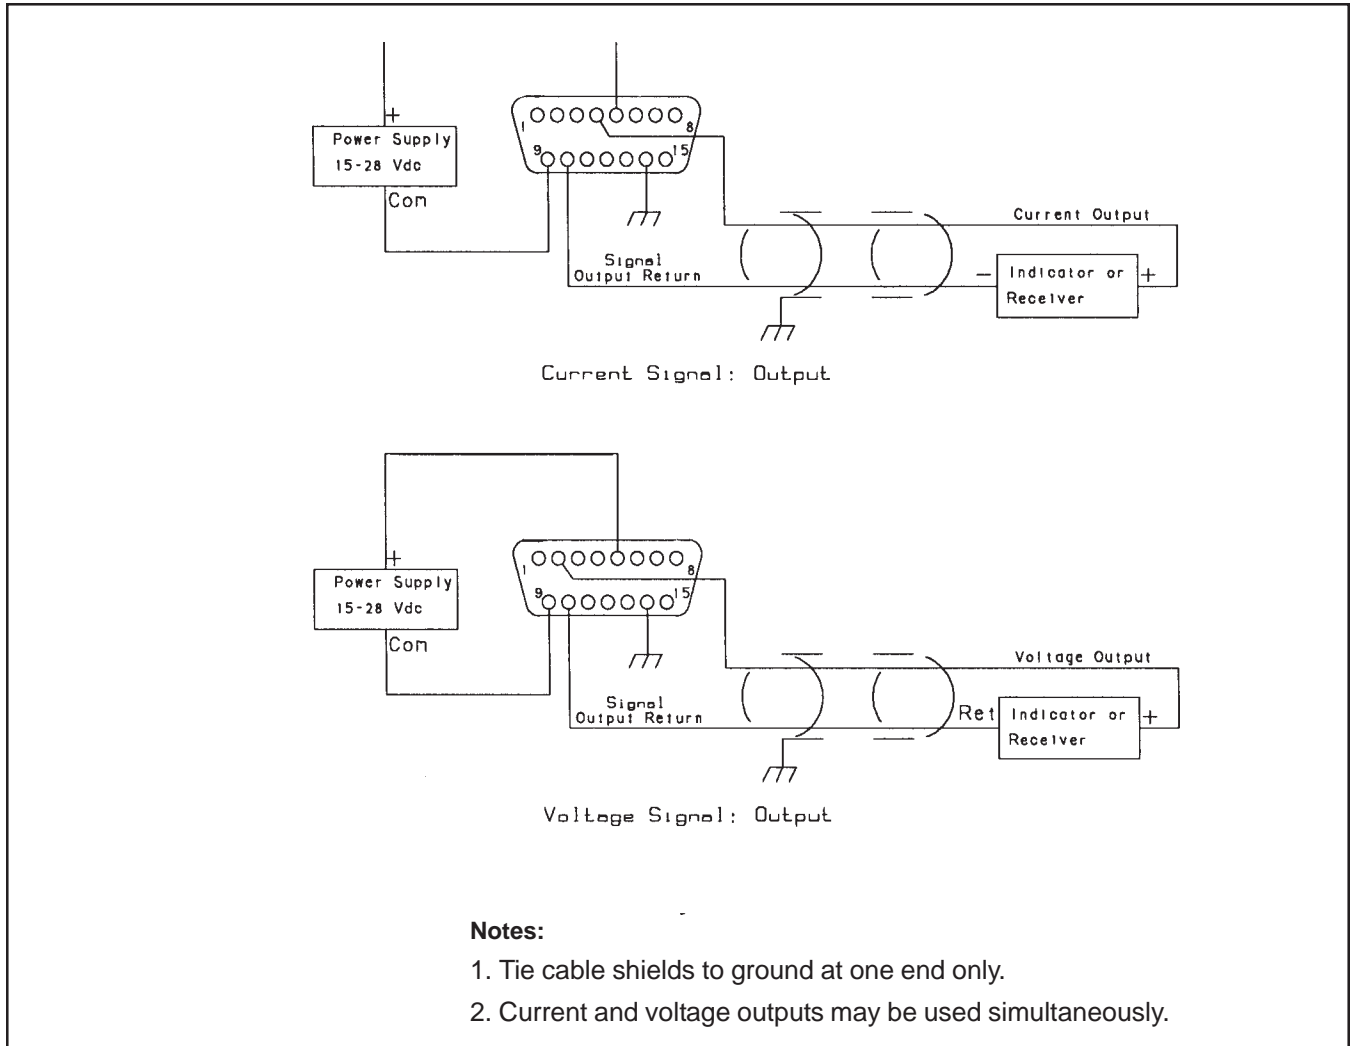 +
Power Supply
15-28 Vdc
Com
1
8
9
15
Current Output
Signal
Output Return
-
Indicator or
Receiver
+
Current Signal: Output
+
Power Supply
15-28 Vdc
Com
1
8
9
15
Voltage Output
Signal
Output Return
Ret
Indicator or
Receiver
+
Voltage Signal: Output
Notes:
1. Tie cable shields to ground at one end only.
2. Current and voltage outputs may be used simultaneously.